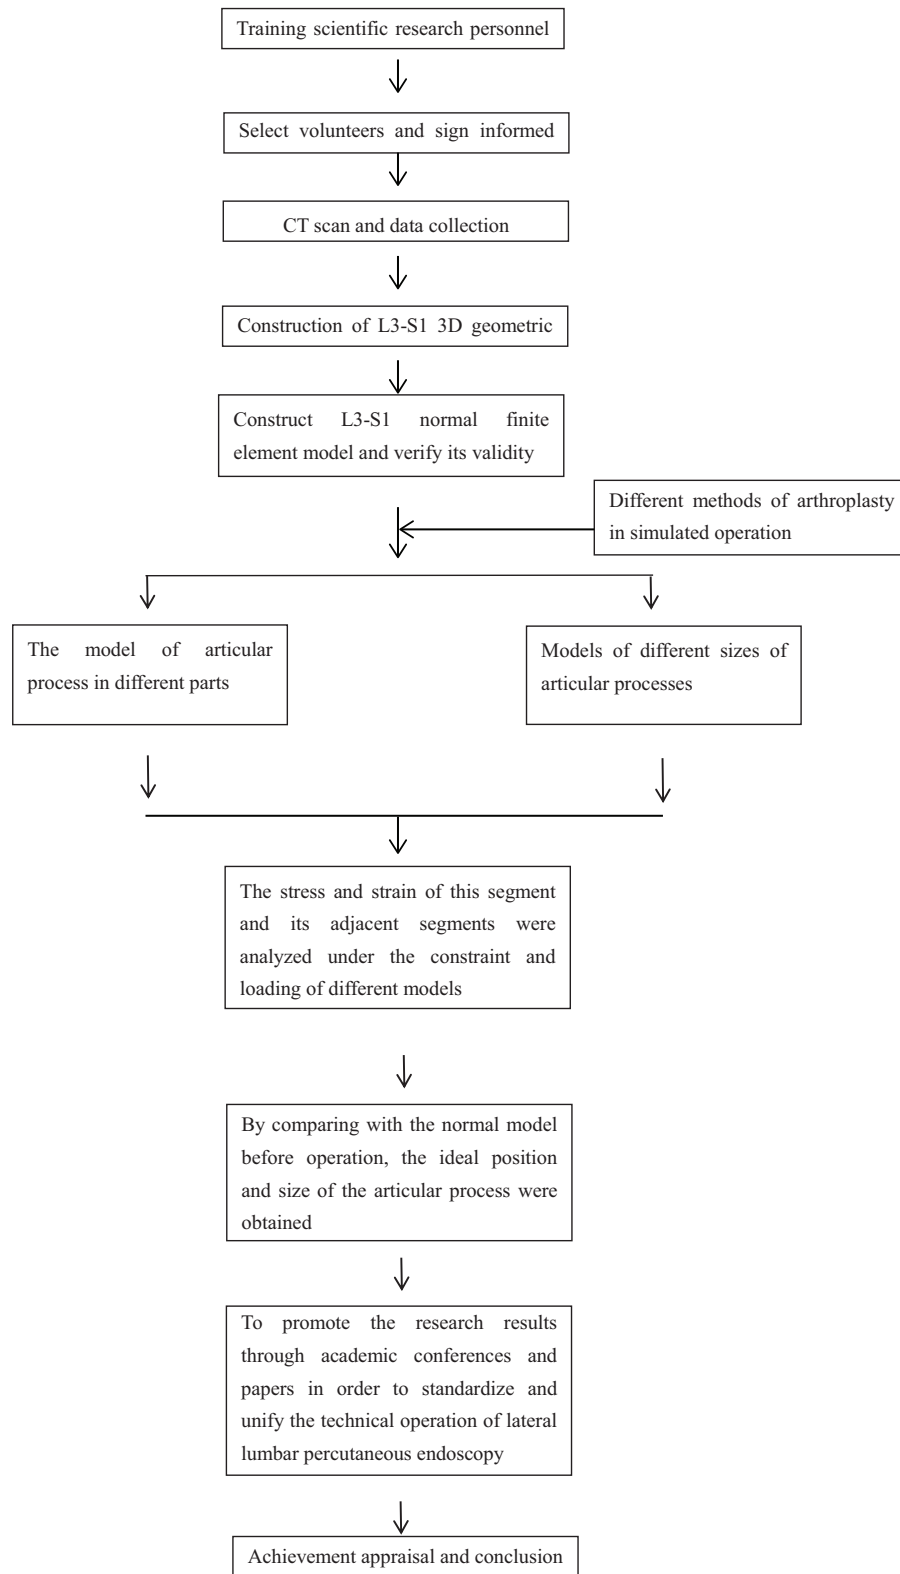 Training scientific research personnel
Select volunteers and sign informed
CT scan and data collection
Construction of L3-S1 3D geometric
Construct L3-S1 normal finite
element model and verify its validity
Different methods of arthroplasty
in simulated operation
The model of articular
process in different parts
Models of different sizes of
articular processes
The stress and strain of this segment
and its adjacent segments were
analyzed under the constraint and
loading of different models
By comparing with the normal model
before operation, the ideal position
and size of the articular process were
obtained
To promote the research results
through academic conferences and
papers in order to standardize and
unify the technical operation of lateral
lumbar percutaneous endoscopy
Achievement appraisal and conclusion